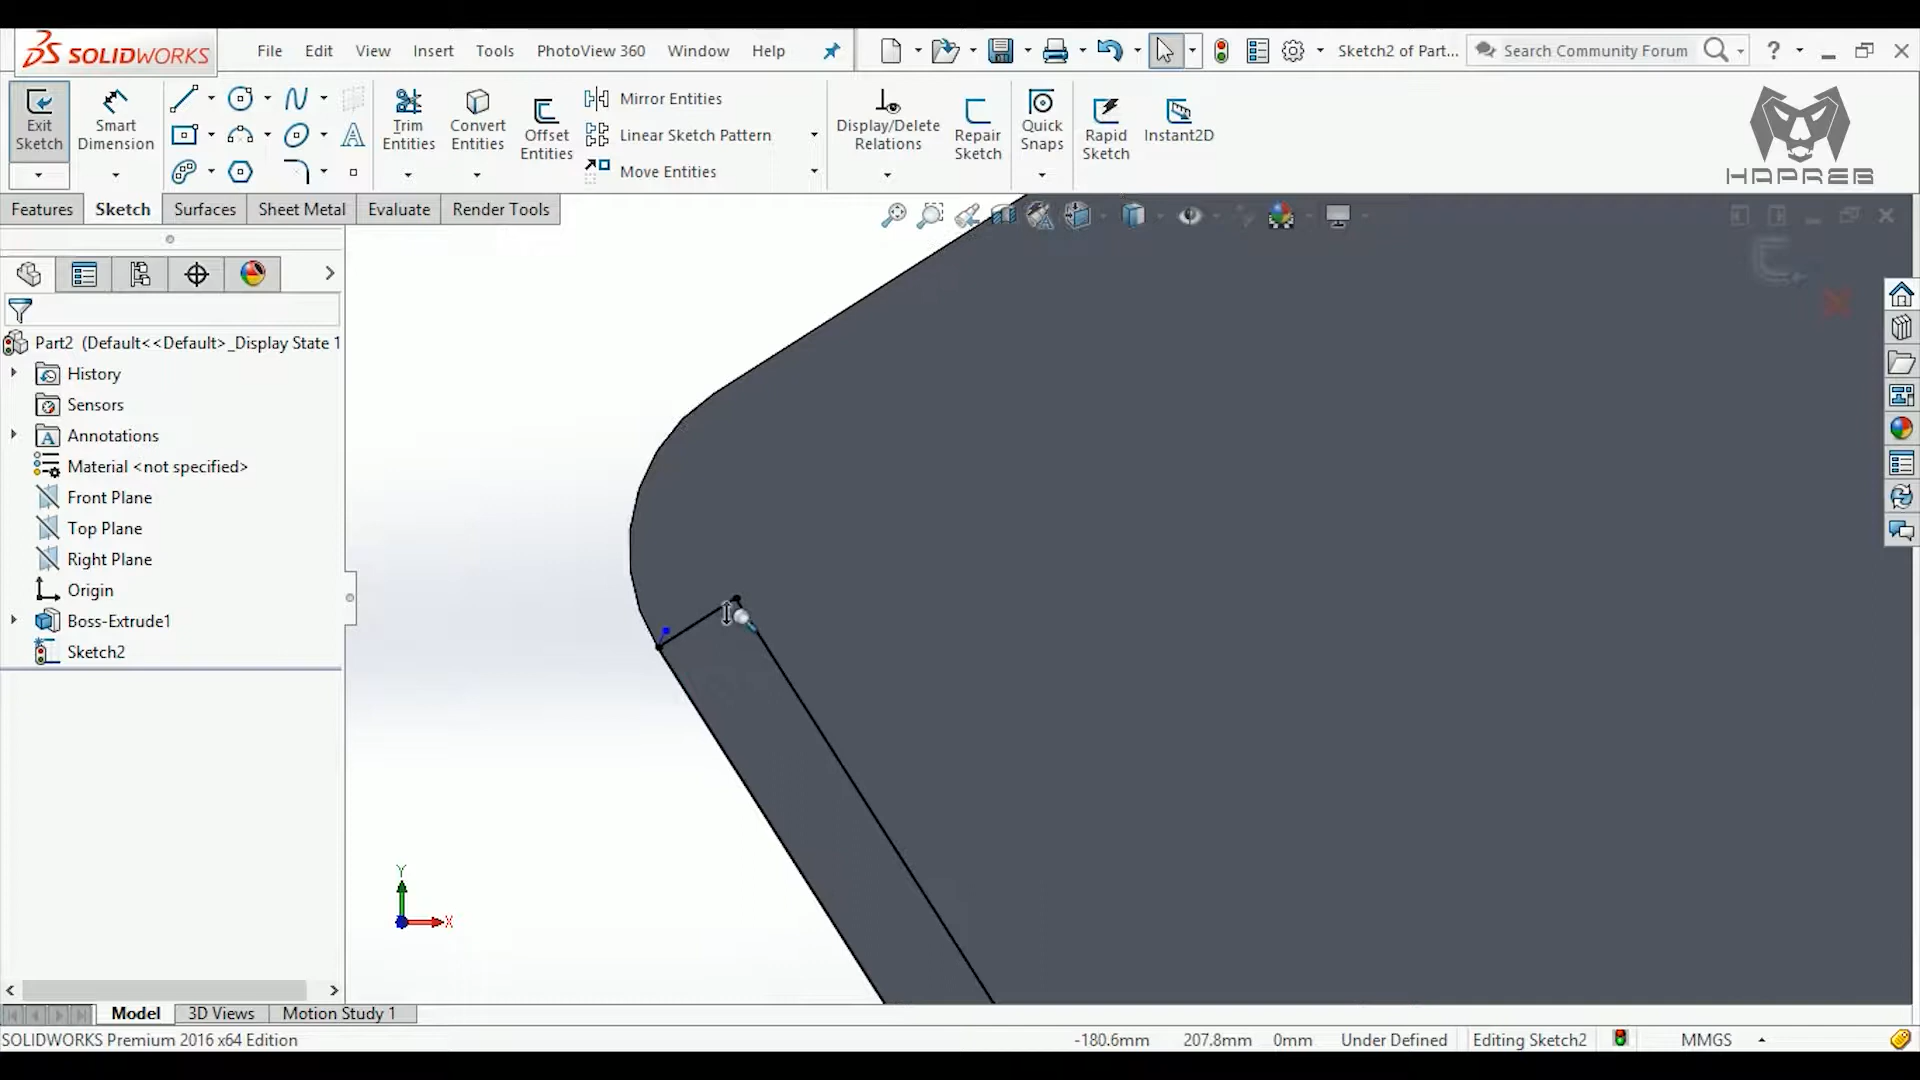 SOLIDWORKS File Edit View Insert Tools PhotoView 360 Window Help Sketch2 of Part... Search Community Forum ?
Exit Sketch
Smart Dimension
Trim Entities
Convert Entities
Offset Entities
Mirror Entities
Linear Sketch Pattern
Move Entities
Display/Delete Relations
Repair Sketch
Quick Snaps
Rapid Sketch
Instant2D
HAPREB
Features Sketch Surfaces Sheet Metal Evaluate Render Tools
Part2 (Default<<Default>_Display State 1
History
Sensors
Annotations
Material <not specified>
Front Plane
Top Plane
Right Plane
Origin
Boss-Extrude1
Sketch2
Y
X
Model 3D Views Motion Study 1
SOLIDWORKS Premium 2016 x64 Edition -180.6mm 207.8mm 0mm Under Defined Editing Sketch2 MMGS